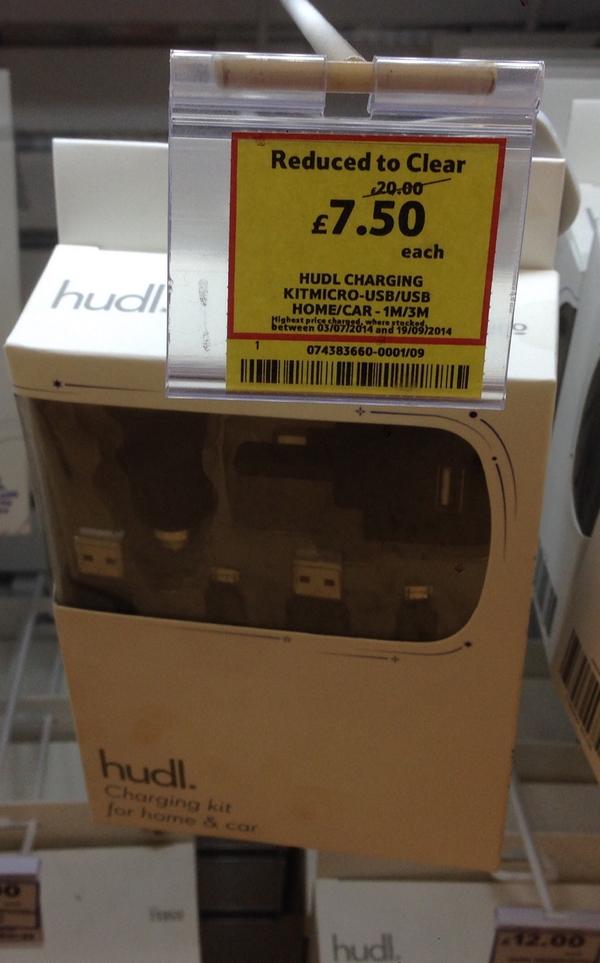 Reduced to Clear
£20.00
£7.50
each
HUDL CHARGING
KITMICRO-USB/USB
HOME/CAR - 1M/3M
Highest price charged, where stocked,
between 03/07/2014 and 19/09/2014
1 074383660-0001/09
hudl.
hudl.
Charging kit
for home & car
hudl.
£12.00